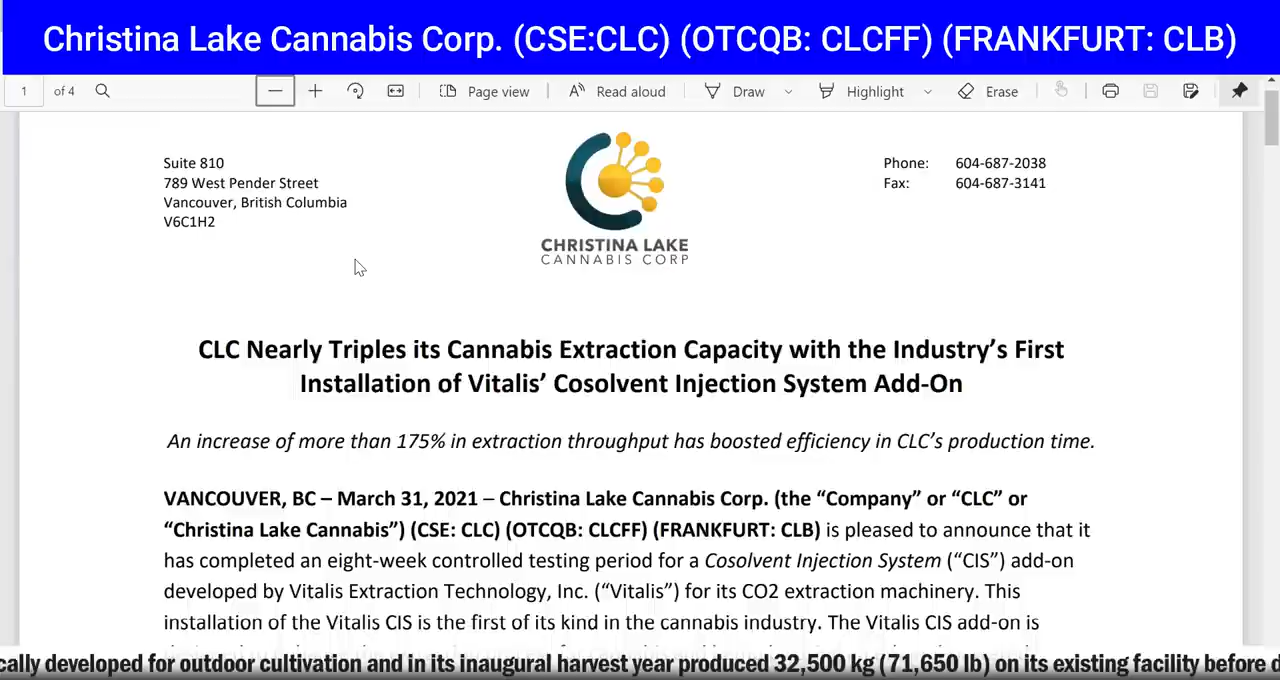 Christina Lake Cannabis Corp. (CSE:CLC) (OTCQB: CLCFF) (FRANKFURT: CLB)
1 of 4 Page view Read aloud Draw Highlight Erase
Suite 810
789 West Pender Street
Vancouver, British Columbia
V6C1H2
CHRISTINA LAKE
CANNABIS CORP
Phone: 604-687-2038
Fax: 604-687-3141
CLC Nearly Triples its Cannabis Extraction Capacity with the Industry’s First
Installation of Vitalis’ Cosolvent Injection System Add-On
An increase of more than 175% in extraction throughput has boosted efficiency in CLC’s production time.
VANCOUVER, BC – March 31, 2021 – Christina Lake Cannabis Corp. (the “Company” or “CLC” or
“Christina Lake Cannabis”) (CSE: CLC) (OTCQB: CLCFF) (FRANKFURT: CLB) is pleased to announce that it
has completed an eight-week controlled testing period for a Cosolvent Injection System (“CIS”) add-on
developed by Vitalis Extraction Technology, Inc. (“Vitalis”) for its CO2 extraction machinery. This
installation of the Vitalis CIS is the first of its kind in the cannabis industry. The Vitalis CIS add-on is
cally developed for outdoor cultivation and in its inaugural harvest year produced 32,500 kg (71,650 lb) on its existing facility before d